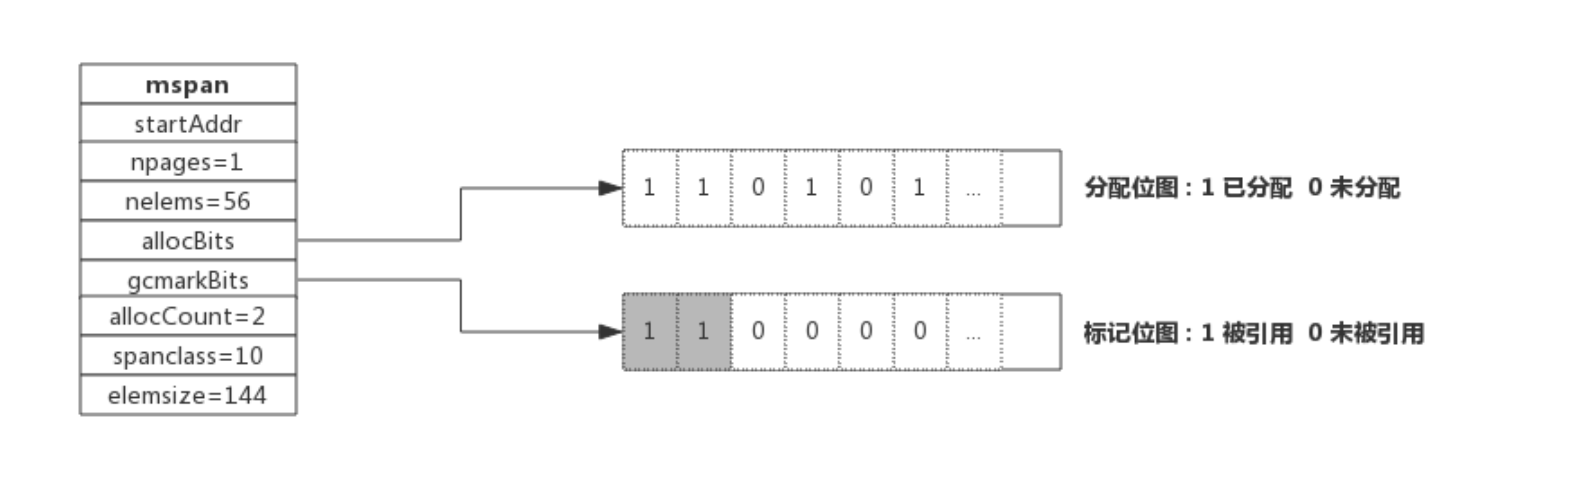 mspan
startAddr
npages=1
nelems=56
allocBits
gcmarkBits
allocCount=2
spanclass=10
elemsize=144
1 1 0 1 0 1 ...
分配位图：1 已分配 0 未分配
1 1 0 0 0 0 ...
标记位图：1 被引用 0 未被引用